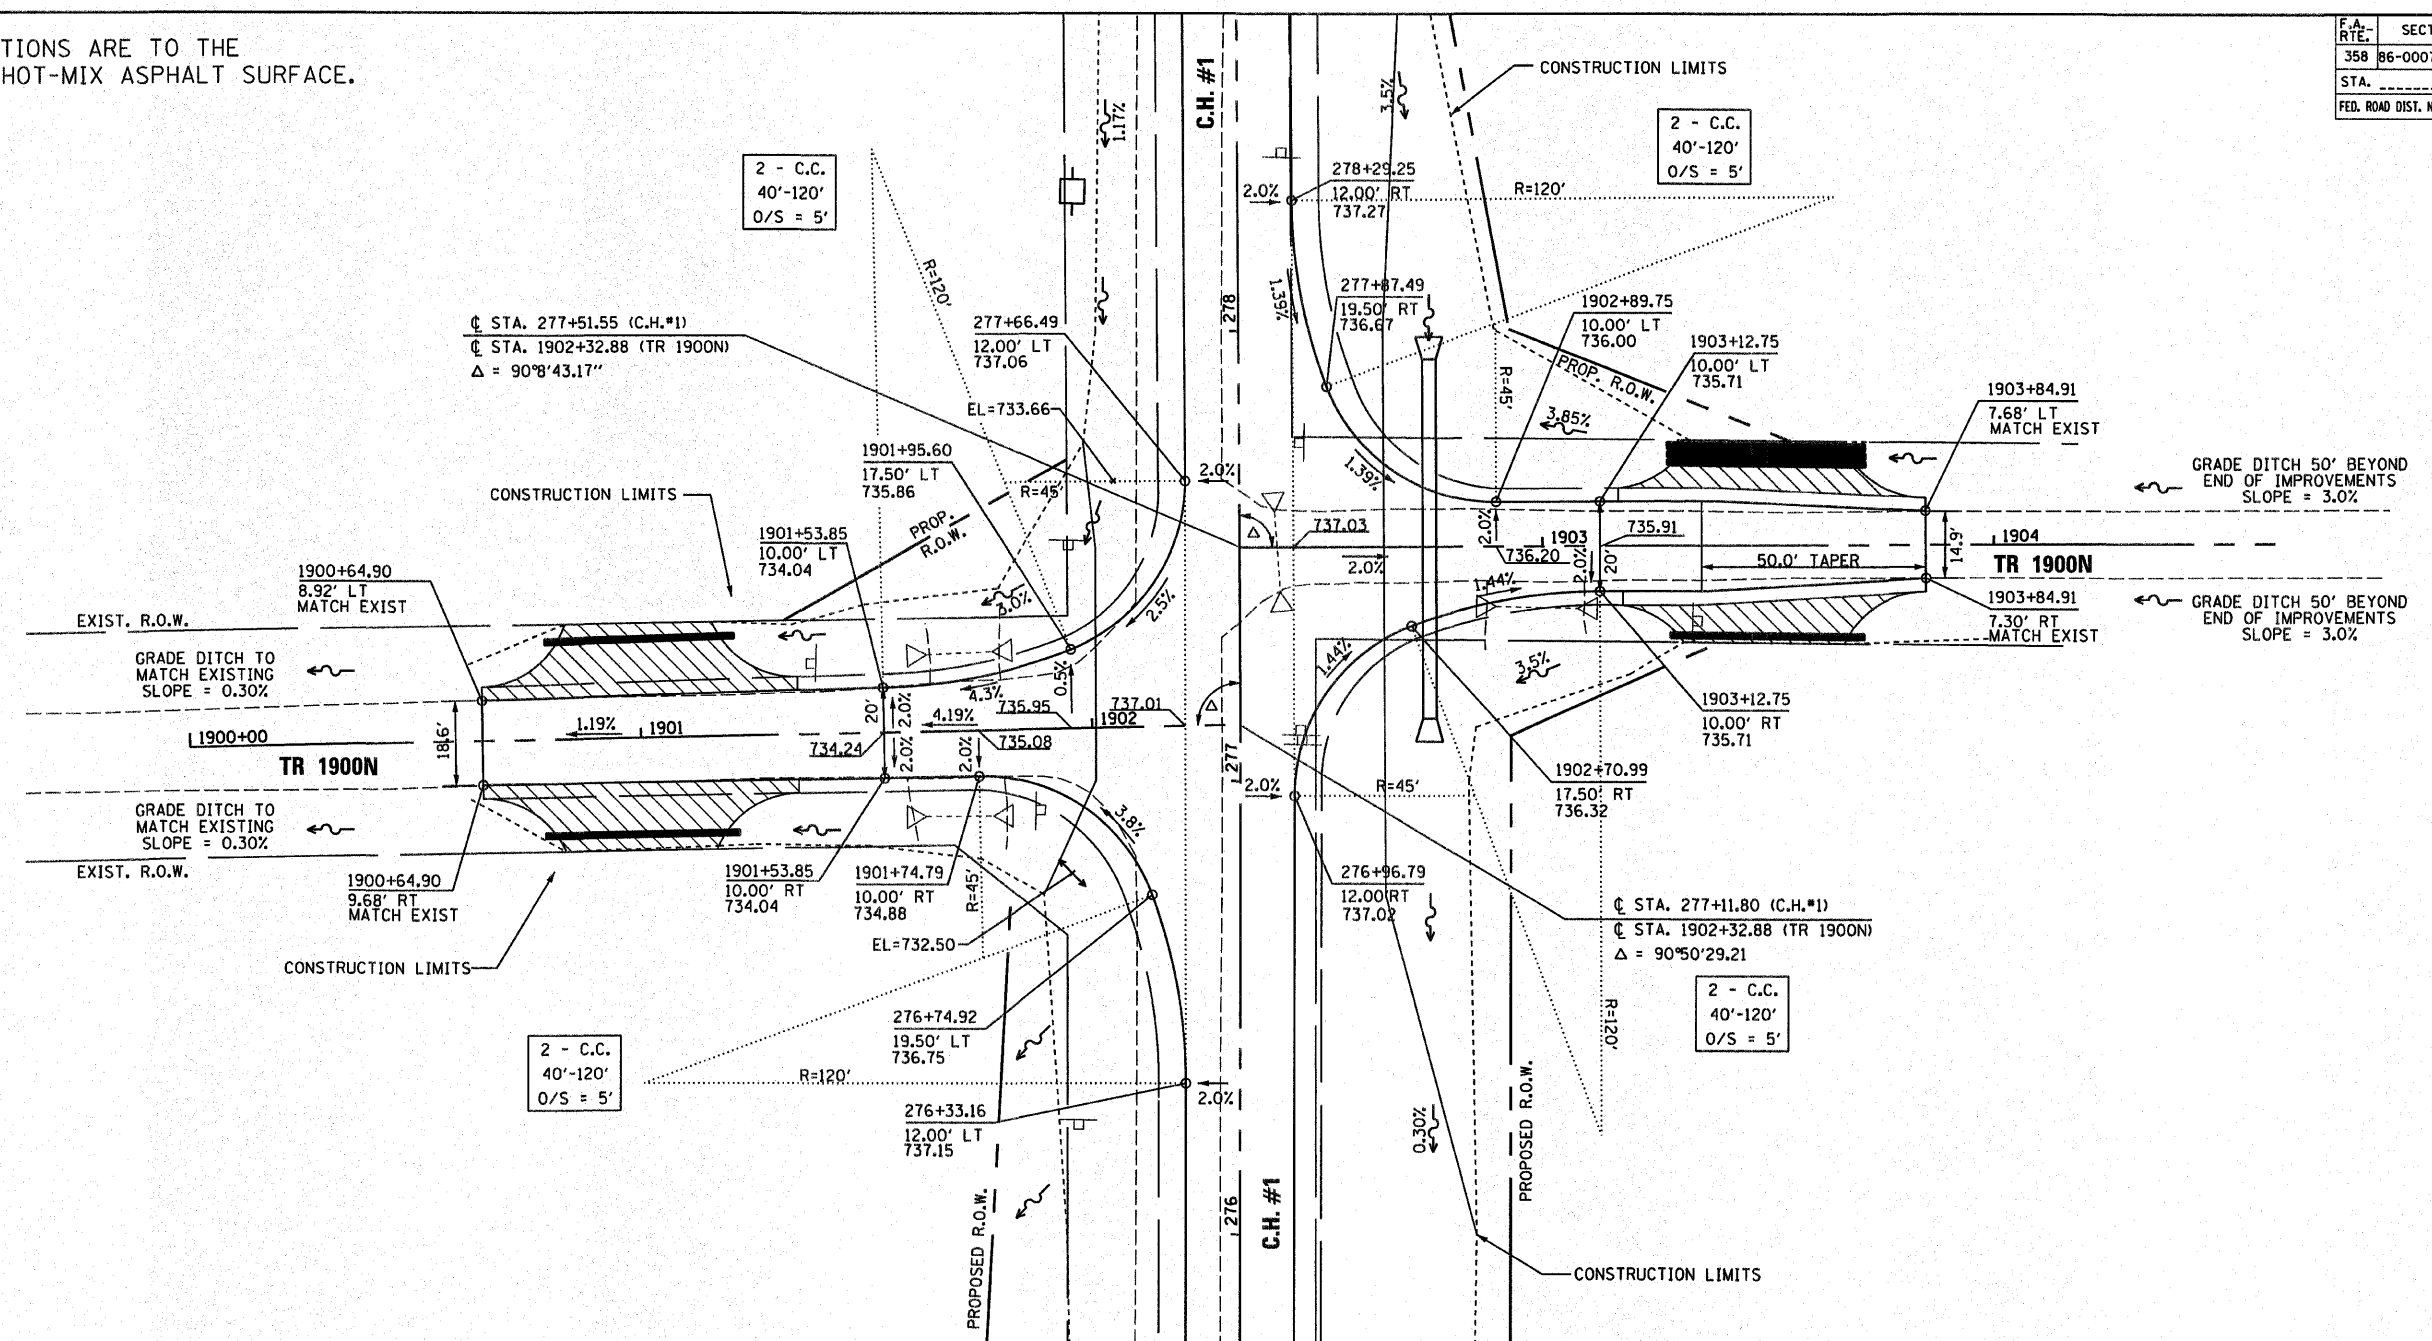 TIONS ARE TO THE
HOT-MIX ASPHALT SURFACE.
F.A. RTE.
SECT
358
86-0007
STA.
FED. ROAD DIST. N
C.H. #1
1.17%
3.5%
CONSTRUCTION LIMITS
2 - C.C.
40'-120'
O/S = 5'
2 - C.C.
40'-120'
O/S = 5'
278+29.25
12.00' RT
737.27
2.0%
R=120'
R=120'
1.39%
278
277+87.49
19.50' RT
736.67
℄ STA. 277+51.55 (C.H.#1)
℄ STA. 1902+32.88 (TR 1900N)
Δ = 90°8'43.17"
277+66.49
12.00' LT
737.06
1902+89.75
10.00' LT
736.00
1903+12.75
10.00' LT
735.71
PROP. R.O.W.
R=45'
1903+84.91
7.68' LT
MATCH EXIST
EL=733.66
3.85%
1901+95.60
17.50' LT
735.86
2.0%
R=45'
1.39%
GRADE DITCH 50' BEYOND
END OF IMPROVEMENTS
SLOPE = 3.0%
CONSTRUCTION LIMITS
PROP.
R.O.W.
1901+53.85
10.00' LT
734.04
Δ
737.03
2.0%
2.0%
736.20
1903
735.91
2.0%
20'
50.0' TAPER
14.9'
1904
TR 1900N
1900+64.90
8.92' LT
MATCH EXIST
3.0%
2.5%
1.44%
1903+84.91
7.30' RT
MATCH EXIST
GRADE DITCH 50' BEYOND
END OF IMPROVEMENTS
SLOPE = 3.0%
EXIST. R.O.W.
GRADE DITCH TO
MATCH EXISTING
SLOPE = 0.30%
0.5%
4.3%
1.44%
3.5%
735.95
737.01
Δ
1903+12.75
10.00' RT
735.71
1900+00
TR 1900N
18.6'
1.19%
1901
20'
2.0%
4.19%
1902
734.24
2.0%
2.0%
735.08
277
2.0%
R=45'
1902+70.99
17.50' RT
736.32
GRADE DITCH TO
MATCH EXISTING
SLOPE = 0.30%
EXIST. R.O.W.
3.8%
1900+64.90
9.68' RT
MATCH EXIST
1901+53.85
10.00' RT
734.04
1901+74.79
10.00' RT
734.88
R=45'
276+96.79
12.00'RT
737.02
EL=732.50
℄ STA. 277+11.80 (C.H.#1)
℄ STA. 1902+32.88 (TR 1900N)
Δ = 90°50'29.21
CONSTRUCTION LIMITS
2 - C.C.
40'-120'
O/S = 5'
R=120'
276+74.92
19.50' LT
736.75
2 - C.C.
40'-120'
O/S = 5'
R=120'
2.0%
276+33.16
12.00' LT
737.15
0.30%
PROPOSED R.O.W.
PROPOSED R.O.W.
276
C.H. #1
CONSTRUCTION LIMITS